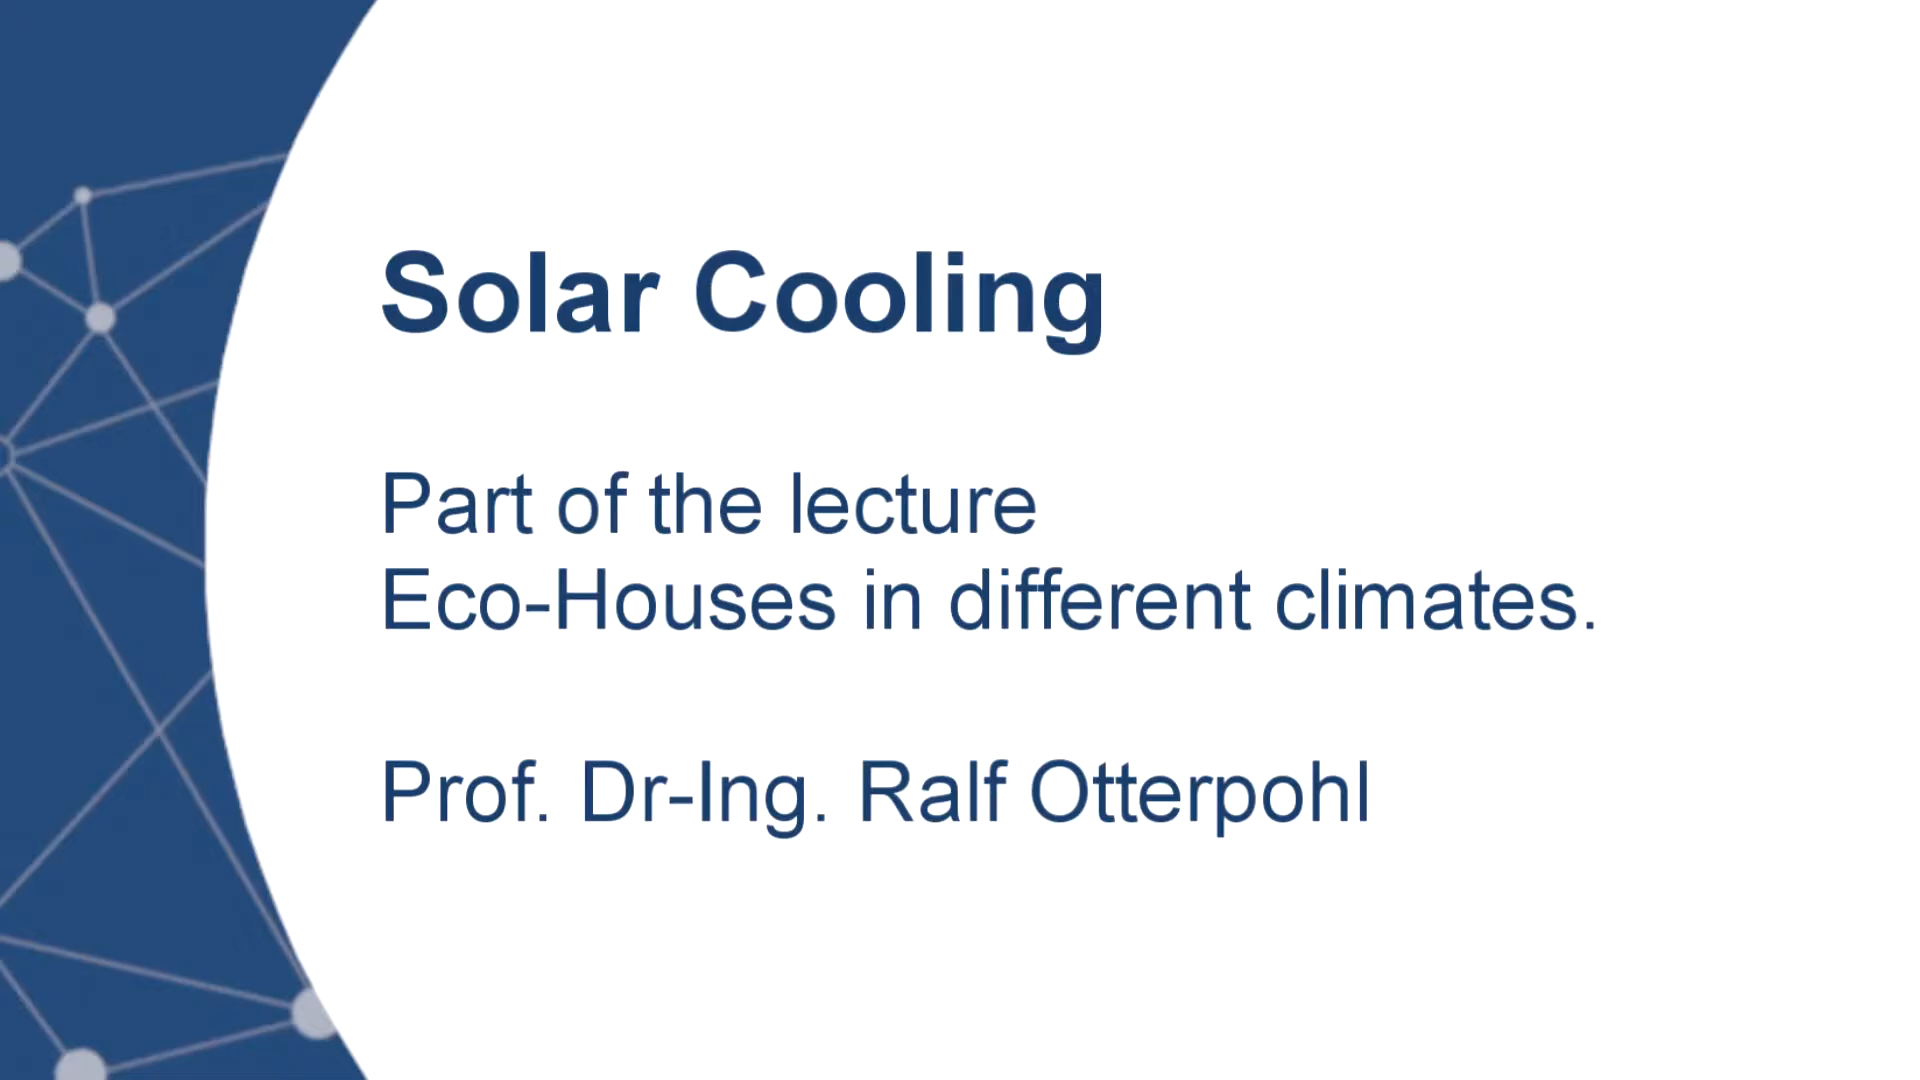 Solar Cooling
Part of the lecture
Eco-Houses in different climates.
Prof. Dr-Ing. Ralf Otterpohl